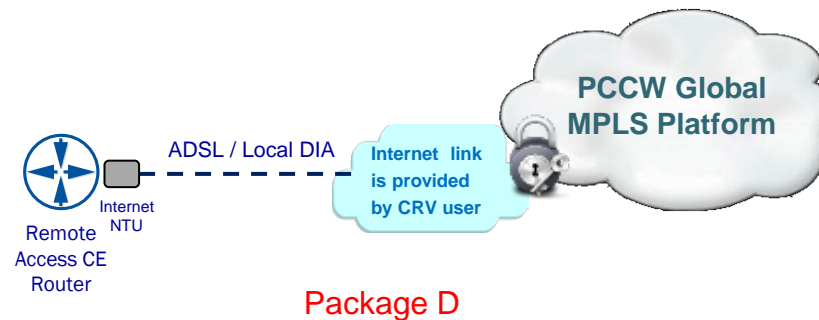 PCCW Global
MPLS Platform
ADSL / Local DIA
Internet link
is provided
by CRV user
Internet
NTU
Remote
Access CE
Router
Package D